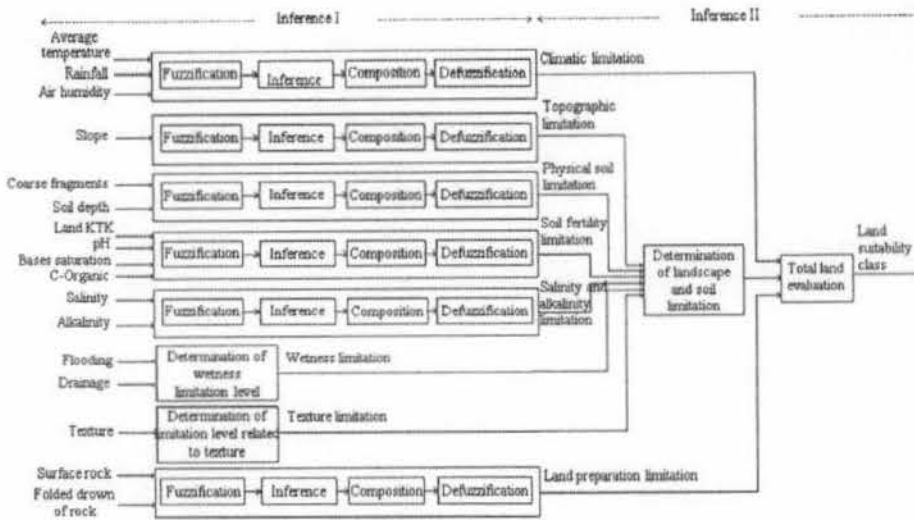 Inference I
Inference II
Average
temperature
Rainfall
Air humidity
Fuzzification
Inference
Composition
Defuzzification
Climatic limitation
Slope
Fuzzification
Inference
Composition
Defuzzification
Topographic
limitation
Coarse fragments
Soil depth
Fuzzification
Inference
Composition
Defuzzification
Physical soil
limitation
Land KTK
pH
Bases saturation
C-Organic
Fuzzification
Inference
Composition
Defuzzification
Soil fertility
limitation
Salinity
Alkalinity
Fuzzification
Inference
Composition
Defuzzification
Salinity and
alkalinity
limitation
Flooding
Drainage
Determination of
wetness
limitation level
Wetness limitation
Texture
Determination of
limitation level related
to texture
Texture limitation
Surface rock
Folded drown
of rock
Fuzzification
Inference
Composition
Defuzzification
Land preparation limitation
Determination
of landscape
and soil
limitation
Total land
evaluation
Land
suitability
class